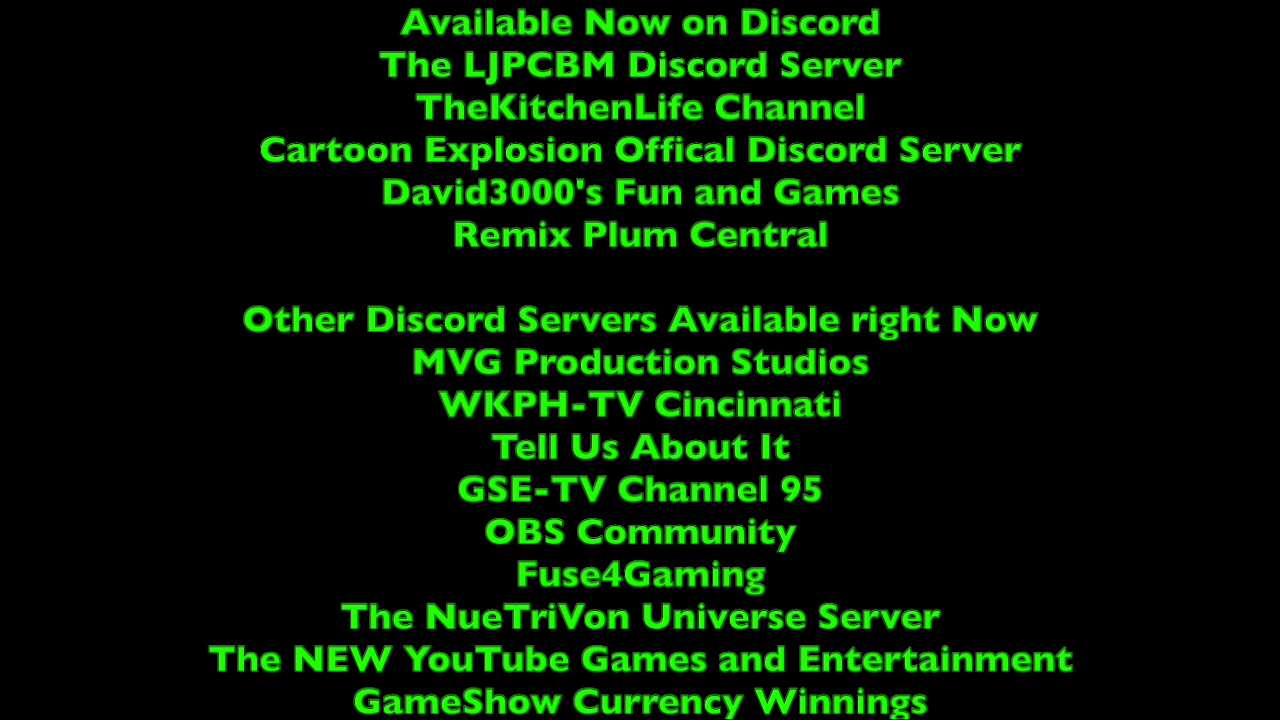 Available Now on Discord
The LJPCBM Discord Server
TheKitchenLife Channel
Cartoon Explosion Offical Discord Server
David3000's Fun and Games
Remix Plum Central
Other Discord Servers Available right Now
MVG Production Studios
WKPH-TV Cincinnati
Tell Us About It
GSE-TV Channel 95
OBS Community
Fuse4Gaming
The NueTriVon Universe Server
The NEW YouTube Games and Entertainment
GameShow Currency Winnings